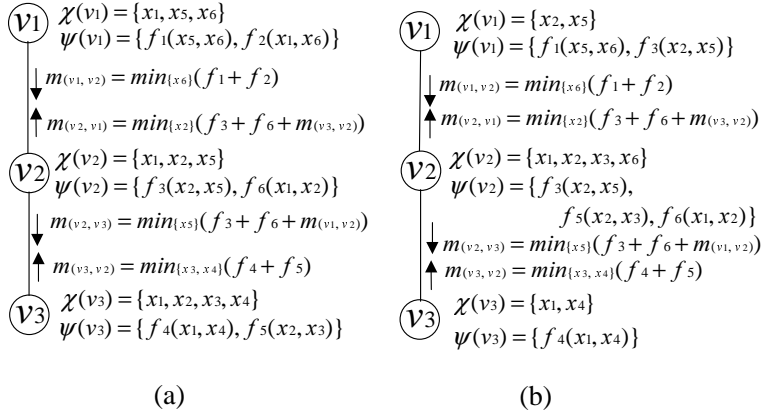 v1
χ(v1) = {x1, x5, x6}
ψ(v1) = {f1(x5, x6), f2(x1, x6)}
m(v1, v2) = min{x6}(f1 + f2)
m(v2, v1) = min{x2}(f3 + f6 + m(v3, v2))
v2
χ(v2) = {x1, x2, x5}
ψ(v2) = {f3(x2, x5), f6(x1, x2)}
m(v2, v3) = min{x5}(f3 + f6 + m(v1, v2))
m(v3, v2) = min{x3, x4}(f4 + f5)
v3
χ(v3) = {x1, x2, x3, x4}
ψ(v3) = {f4(x1, x4), f5(x2, x3)}
(a)
v1
χ(v1) = {x2, x5}
ψ(v1) = {f1(x5, x6), f3(x2, x5)}
m(v1, v2) = min{x6}(f1 + f2)
m(v2, v1) = min{x2}(f3 + f6 + m(v3, v2))
v2
χ(v2) = {x1, x2, x3, x6}
ψ(v2) = {f3(x2, x5),
f5(x2, x3), f6(x1, x2)}
m(v2, v3) = min{x5}(f3 + f6 + m(v1, v2))
m(v3, v2) = min{x3, x4}(f4 + f5)
v3
χ(v3) = {x1, x4}
ψ(v3) = {f4(x1, x4)}
(b)